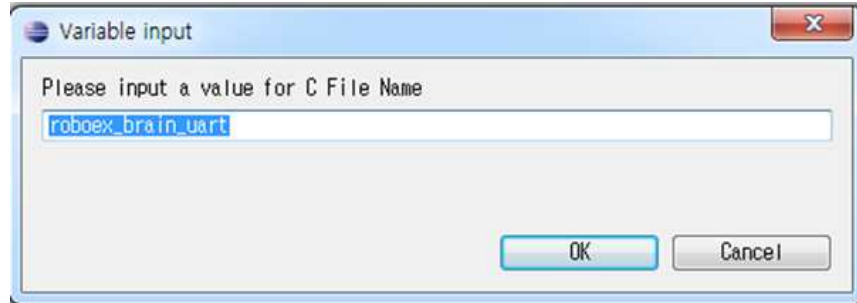 Variable input
Please input a value for C File Name
roboex_brain_uart
OK
Cancel